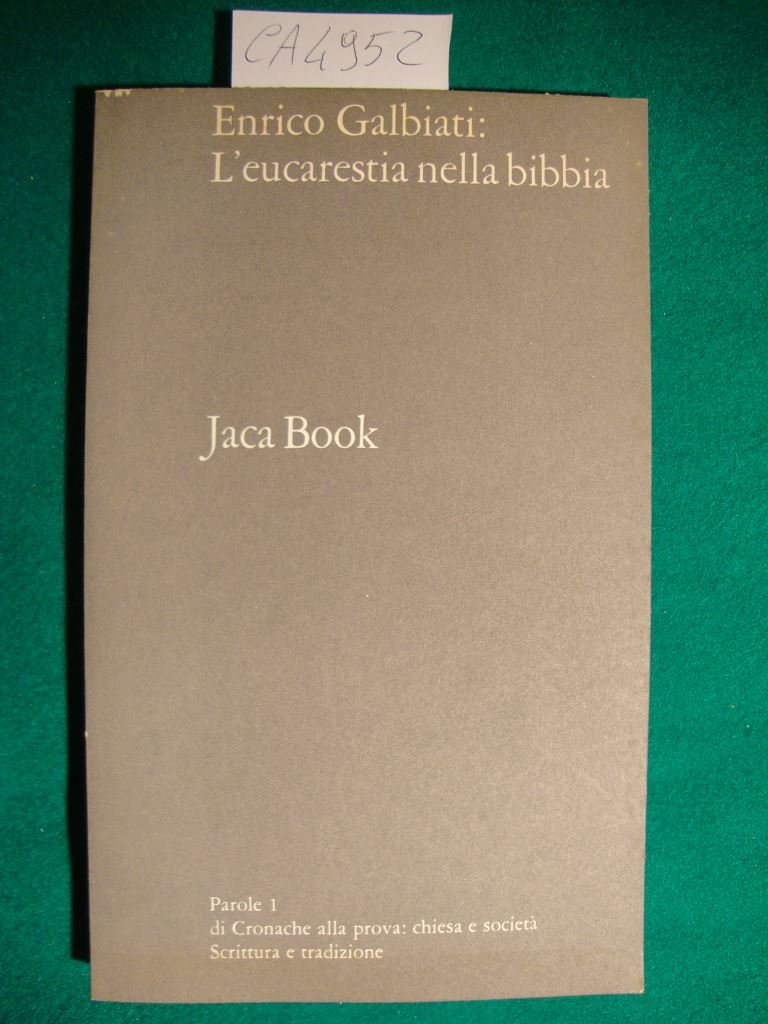 CA4952
Enrico Galbiati:
L'eucarestia nella bibbia
Jaca Book
Parole 1
di Cronache alla prova: chiesa e società
Scrittura e tradizione